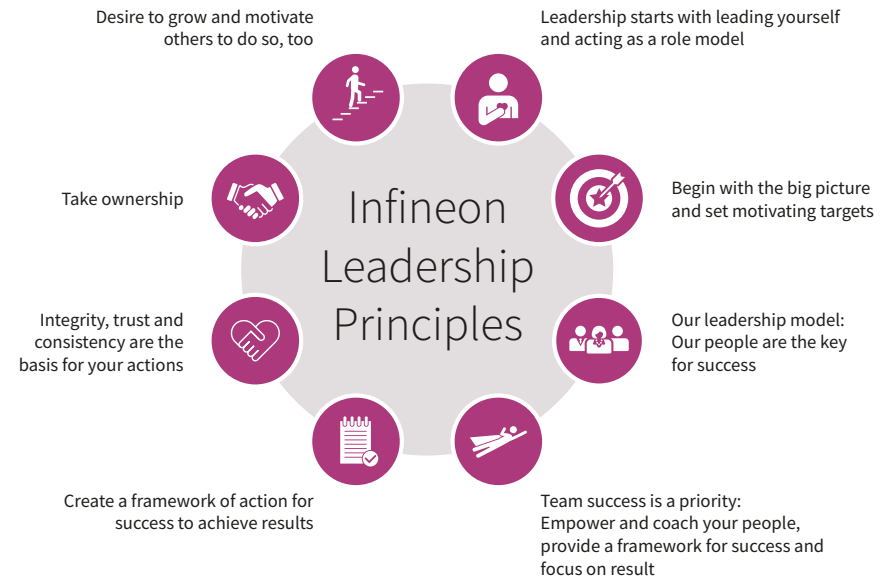 Desire to grow and motivate
others to do so, too
Leadership starts with leading yourself
and acting as a role model
Take ownership
Infineon
Leadership
Principles
Begin with the big picture
and set motivating targets
Integrity, trust and
consistency are the
basis for your actions
Our leadership model:
Our people are the key
for success
Create a framework of action for
success to achieve results
Team success is a priority:
Empower and coach your people,
provide a framework for success and
focus on result